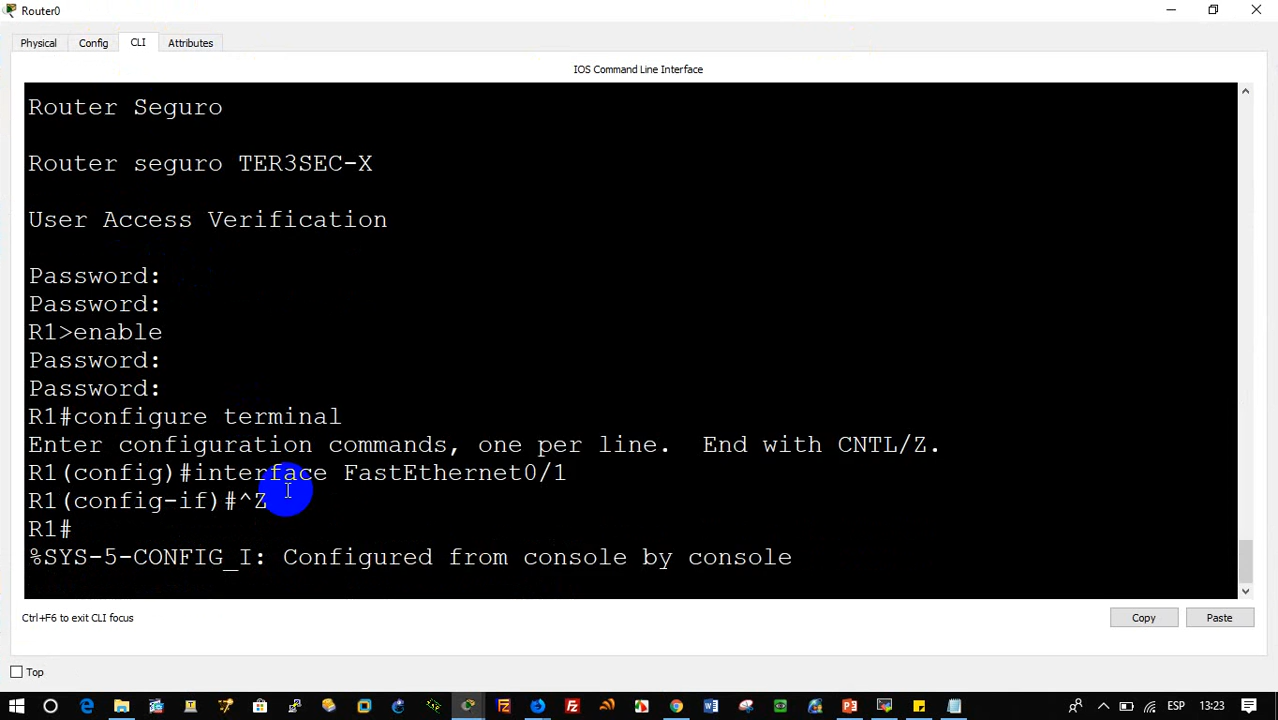 Router0
Physical Config CLI Attributes
IOS Command Line Interface
Router Seguro
Router seguro TER3SEC-X
User Access Verification
Password:
Password:
R1>enable
Password:
Password:
R1#configure terminal
Enter configuration commands, one per line.  End with CNTL/Z.
R1(config)#interface FastEthernet0/1
R1(config-if)#^Z
R1#
%SYS-5-CONFIG_I: Configured from console by console
Ctrl+F6 to exit CLI focus
Copy Paste
Top
ESP 13:23